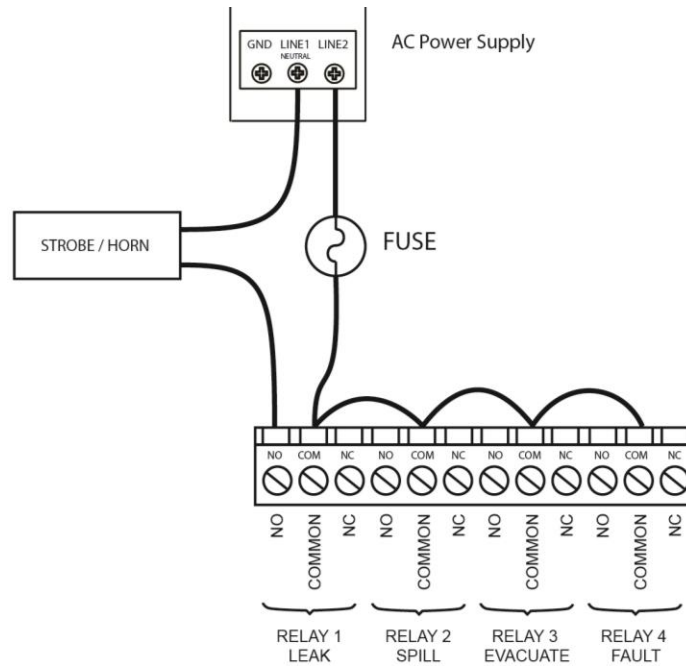 GND LINE1 LINE2
NEUTRAL
AC Power Supply
STROBE / HORN
FUSE
NO COM NC NO COM NC NO COM NC NO COM NC
NO COMMON NC NO COMMON NC NO COMMON NC NO COMMON NC
RELAY 1 RELAY 2 RELAY 3 RELAY 4
LEAK SPILL EVACUATE FAULT